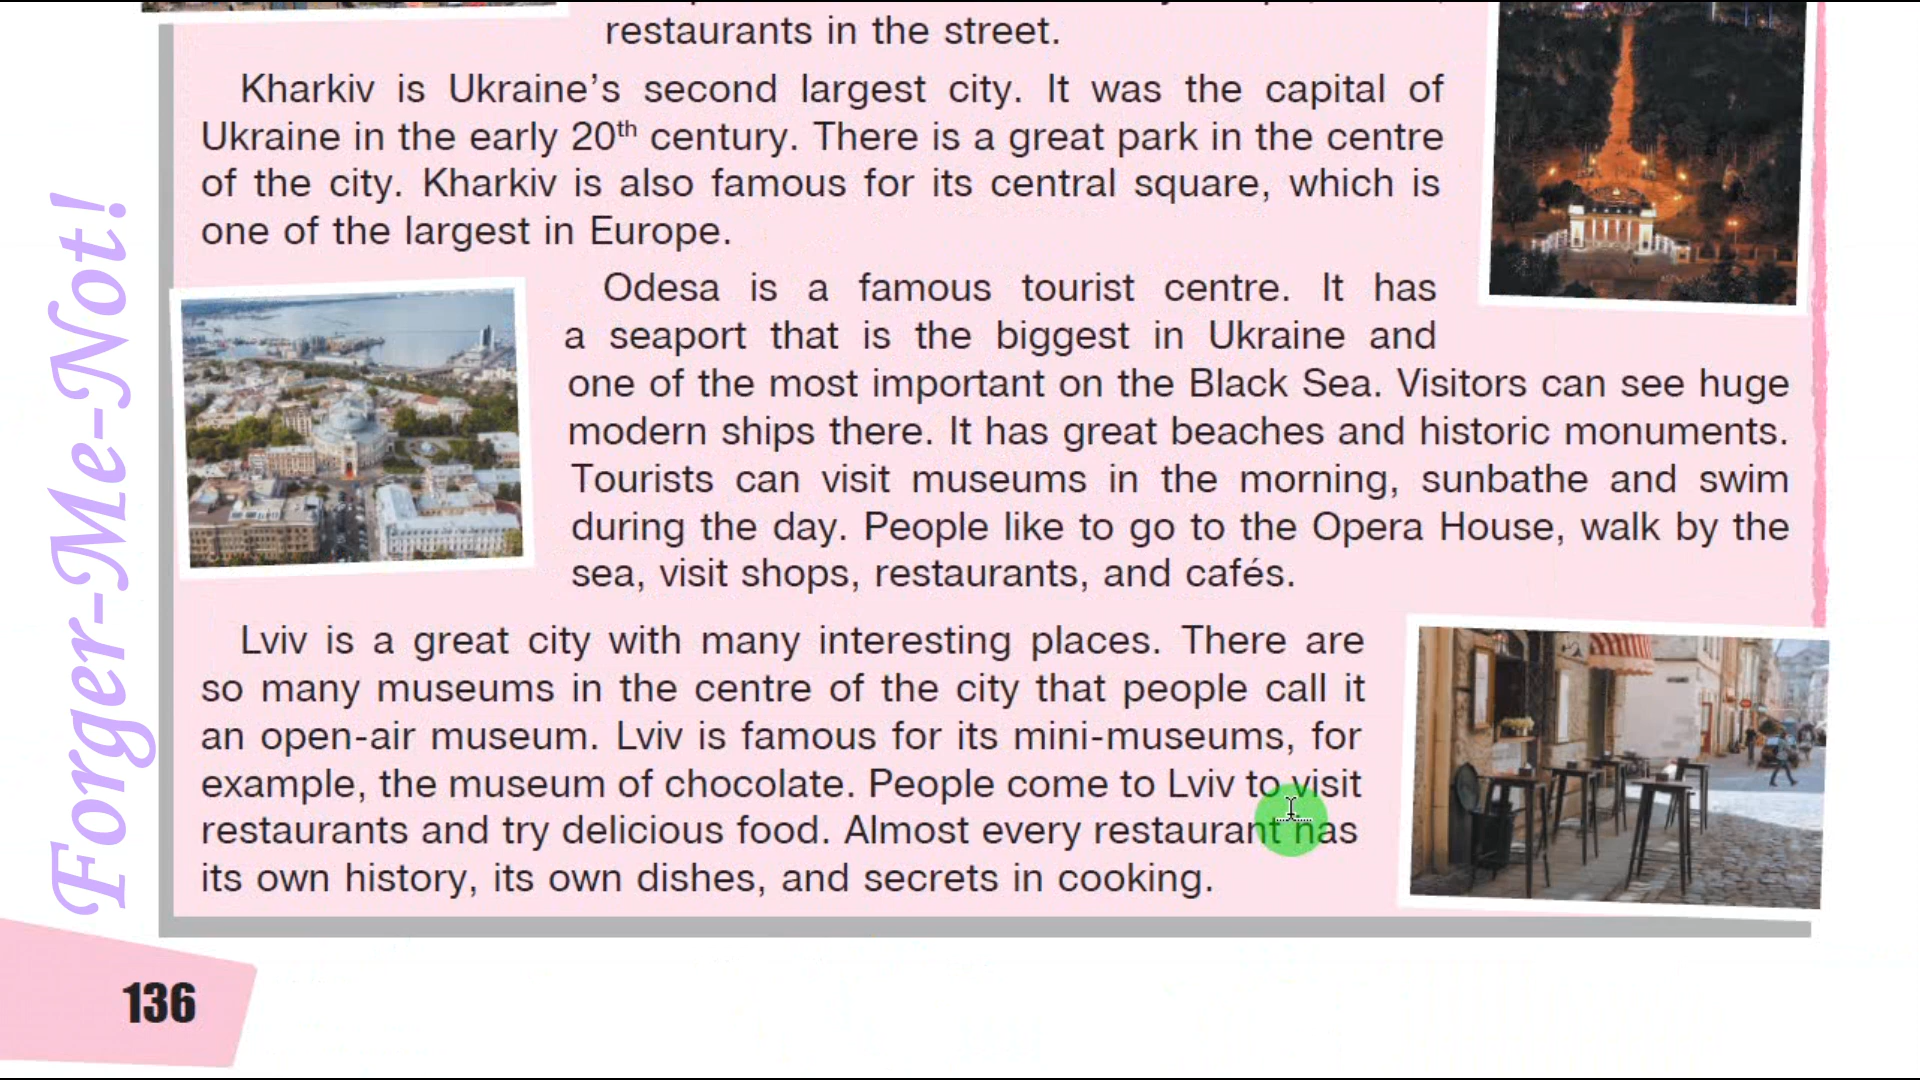 restaurants in the street.
Kharkiv is Ukraine’s second largest city. It was the capital of
Ukraine in the early 20th century. There is a great park in the centre
of the city. Kharkiv is also famous for its central square, which is
one of the largest in Europe.
Odesa is a famous tourist centre. It has
a seaport that is the biggest in Ukraine and
one of the most important on the Black Sea. Visitors can see huge
modern ships there. It has great beaches and historic monuments.
Tourists can visit museums in the morning, sunbathe and swim
during the day. People like to go to the Opera House, walk by the
sea, visit shops, restaurants, and cafés.
Lviv is a great city with many interesting places. There are
so many museums in the centre of the city that people call it
an open-air museum. Lviv is famous for its mini-museums, for
example, the museum of chocolate. People come to Lviv to visit
restaurants and try delicious food. Almost every restaurant has
its own history, its own dishes, and secrets in cooking.
136
Forger-Me-Not!